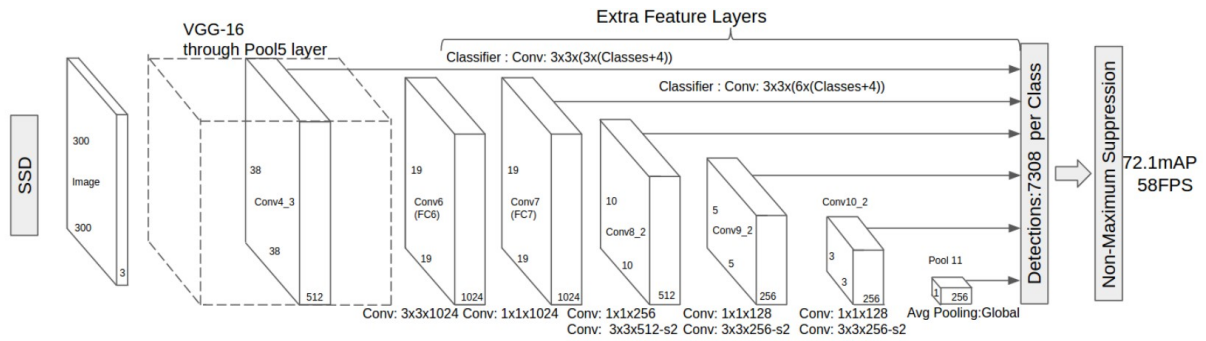 Extra Feature Layers
VGG-16
through Pool5 layer
Classifier : Conv: 3x3x(3x(Classes+4))
Classifier : Conv: 3x3x(6x(Classes+4))
SSD
300
Image
300
3
38
Conv4_3
38
512
19
Conv6
(FC6)
19
1024
19
Conv7
(FC7)
19
1024
10
Conv8_2
10
512
5
Conv9_2
5
256
Conv10_2
3
3
256
Pool 11
1
256
Conv: 3x3x1024
Conv: 1x1x1024
Conv: 1x1x256
Conv: 3x3x512-s2
Conv: 1x1x128
Conv: 3x3x256-s2
Conv: 1x1x128
Conv: 3x3x256-s2
Avg Pooling:Global
Detections:7308 per Class
Non-Maximum Suppression
72.1mAP
58FPS